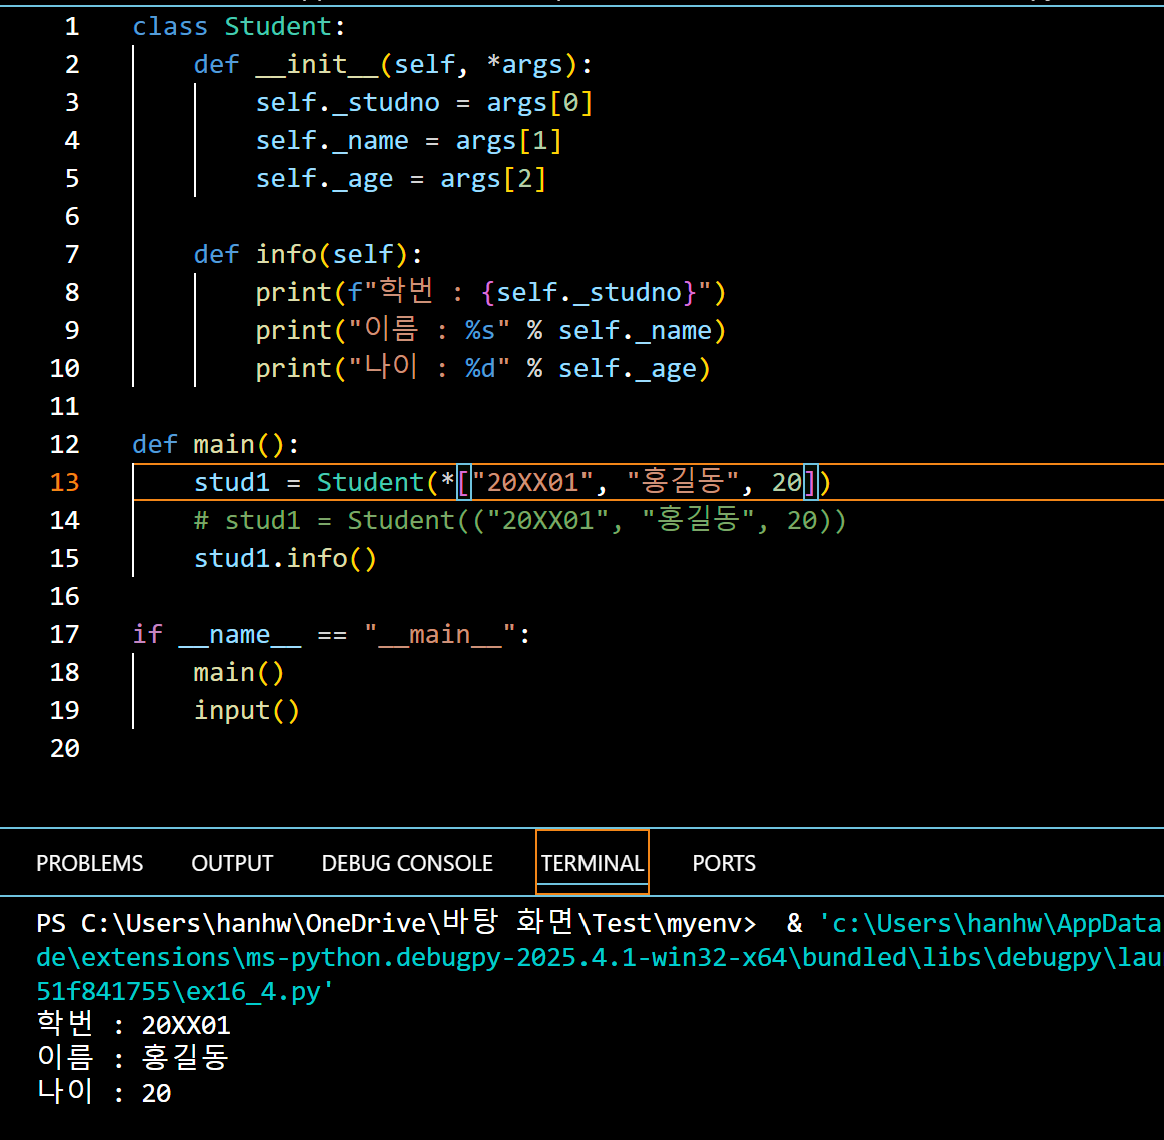 1 class Student:
2 def __init__(self, *args):
3 self._studno = args[0]
4 self._name = args[1]
5 self._age = args[2]
6
7 def info(self):
8 print(f"학번 : {self._studno}")
9 print("이름 : %s" % self._name)
10 print("나이 : %d" % self._age)
11
12 def main():
13 stud1 = Student(*["20XX01", "홍길동", 20])
14 # stud1 = Student(("20XX01", "홍길동", 20))
15 stud1.info()
16
17 if __name__ == "__main__":
18 main()
19 input()
20
PROBLEMS OUTPUT DEBUG CONSOLE TERMINAL PORTS
PS C:\Users\hanhw\OneDrive\바탕 화면\Test\myenv> & 'c:\Users\hanhw\AppData
de\extensions\ms-python.debugpy-2025.4.1-win32-x64\bundled\libs\debugpy\lau
51f841755\ex16_4.py'
학번 : 20XX01
이름 : 홍길동
나이 : 20